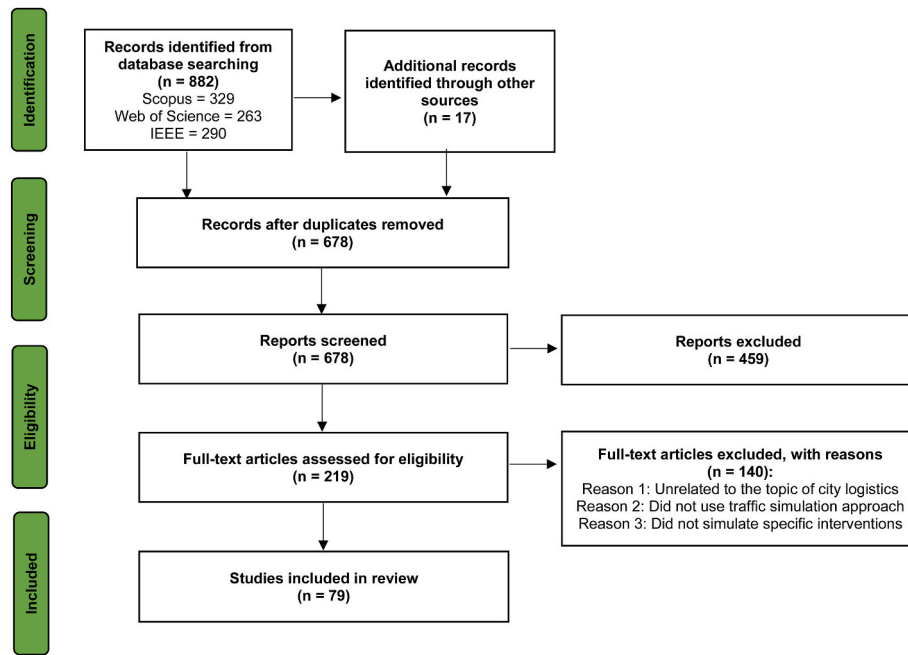 Identification
Records identified from
database searching
(n = 882)
Scopus = 329
Web of Science = 263
IEEE = 290
Additional records
identified through other
sources
(n = 17)
Screening
Records after duplicates removed
(n = 678)
Reports screened
(n = 678)
Reports excluded
(n = 459)
Eligibility
Full-text articles assessed for eligibility
(n = 219)
Full-text articles excluded, with reasons
(n = 140):
Reason 1: Unrelated to the topic of city logistics
Reason 2: Did not use traffic simulation approach
Reason 3: Did not simulate specific interventions
Included
Studies included in review
(n = 79)